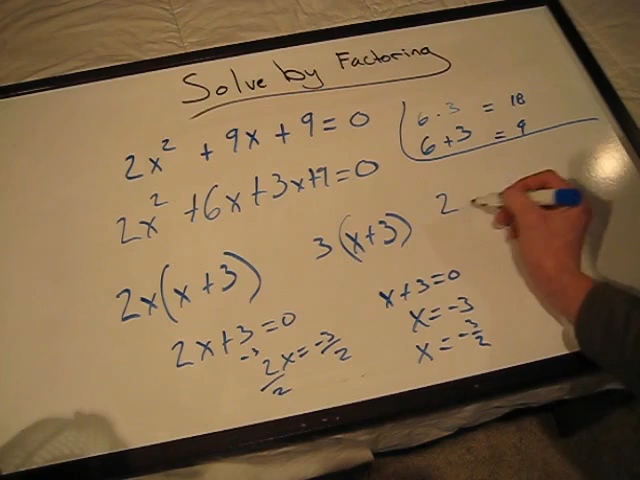 Solve by Factoring
2x² + 9x + 9 = 0
6 · 3 = 18
6 + 3 = 9
2x² + 6x + 3x + 9 = 0
2x(x + 3) 3(x + 3) 2
2x + 3 = 0 x + 3 = 0
-3 2x = -3/2 x = -3
2 x = -3/2